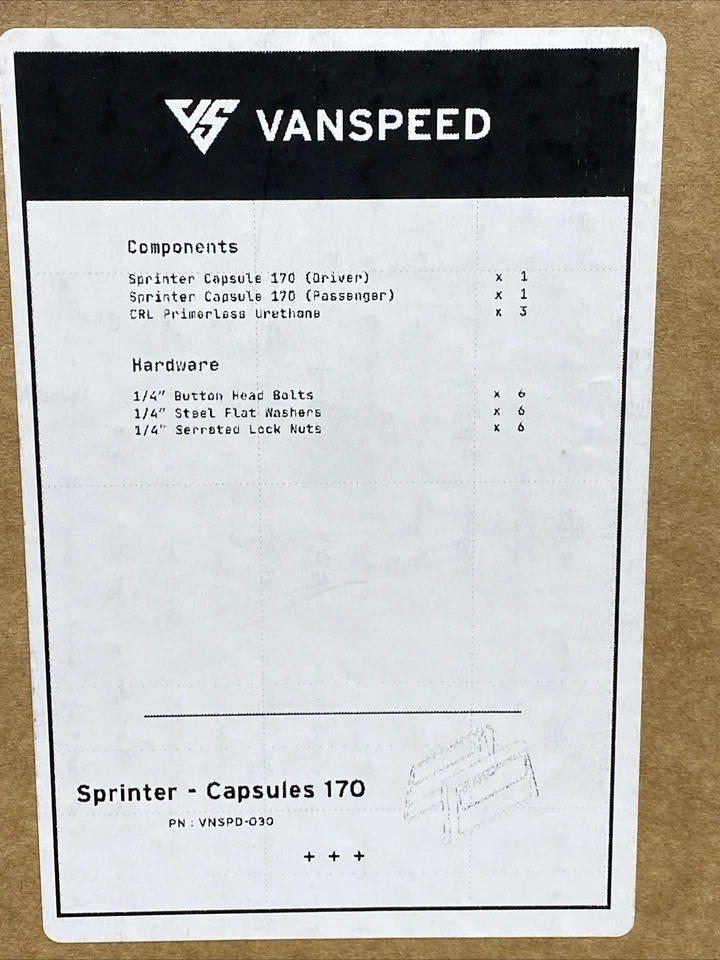 VS VANSPEED
Components
Sprinter Capsule 170 (Driver) x 1
Sprinter Capsule 170 (Passenger) x 1
CRL Primerless Urethane x 3
Hardware
1/4" Button Head Bolts x 6
1/4" Steel Flat Washers x 6
1/4" Serrated Lock Nuts x 6
Sprinter - Capsules 170
PN : VNSPD-030
+ + +